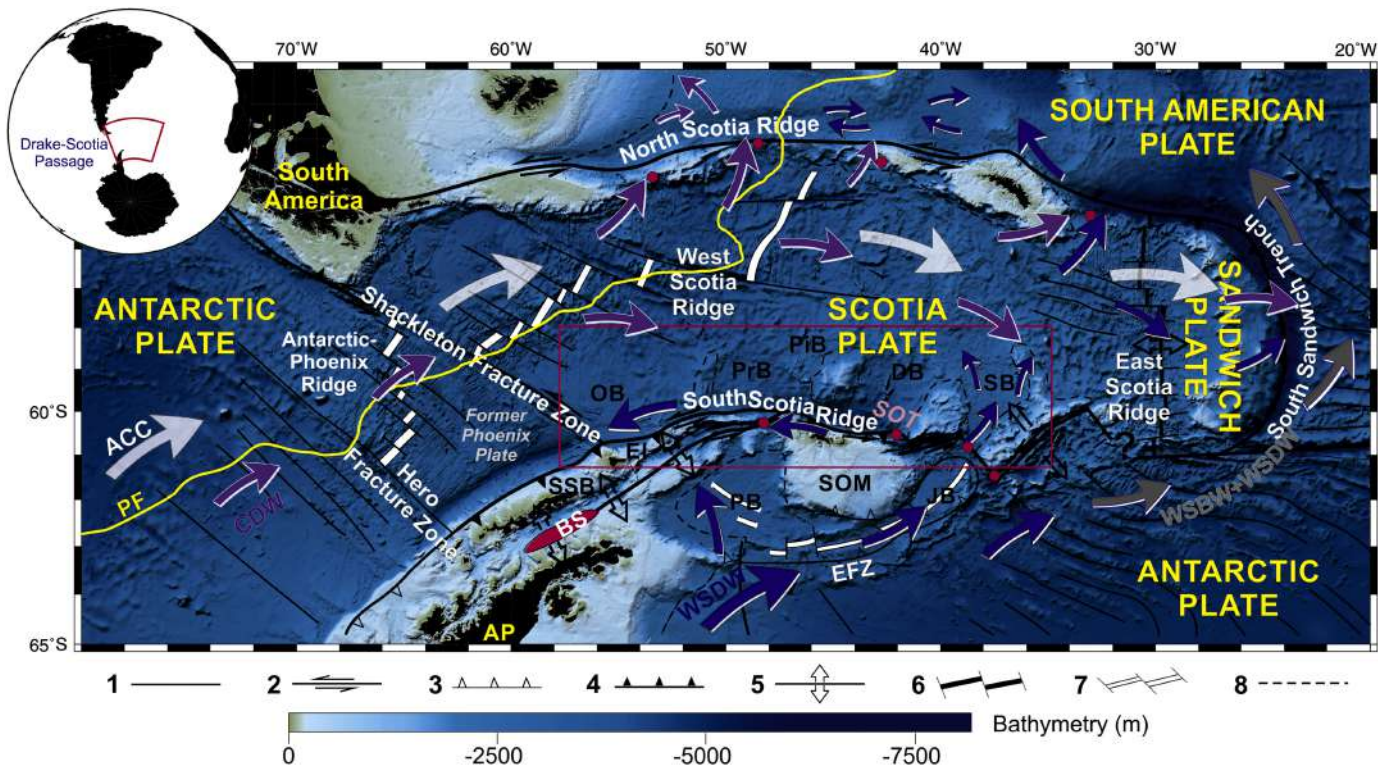 70°W
60°W
50°W
40°W
30°W
20°W
Drake-Scotia
Passage
South
America
North Scotia Ridge
SOUTH AMERICAN
PLATE
ANTARCTIC
PLATE
Shackleton Fracture Zone
West
Scotia
Ridge
SCOTIA
PLATE
SANDWICH
PLATE
South Sandwich Trench
Antarctic-
Phoenix
Ridge
PiB
PrB
DB
OB
SB
East
Scotia
Ridge
60°S
ACC
Former
Phoenix
Plate
South Scotia Ridge
SOT
PF
CDW
Hero
Fracture Zone
EI
SSB
BS
PB
SOM
JB
EFZ
WSDW
WSBW+WSDW
ANTARCTIC
PLATE
AP
65°S
1
2
3
4
5
6
7
8
Bathymetry (m)
0
-2500
-5000
-7500